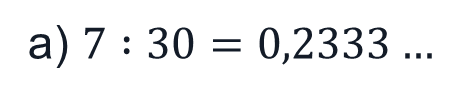 a) 7 : 30 = 0,2333 ...